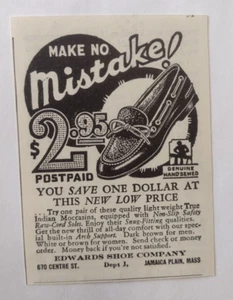 MAKE NO
Mistake!
$2.95
POSTPAID
GENUINE
HAND SEWED
YOU SAVE ONE DOLLAR AT
THIS NEW LOW PRICE
Try one pair of these quality light weight True
Indian Moccasins, equipped with Non-Slip Safety
Raw-Cord Soles. Enjoy their Snug-Fitting qualities.
Get the new thrill of all-day comfort with our spec-
ial built-in Arch Support. Dark brown for men.
White or brown for women. Send check or money
order. Money back if you're not satisfied.
EDWARDS SHOE COMPANY
670 CENTRE ST. Dept 3, JAMAICA PLAIN, MASS